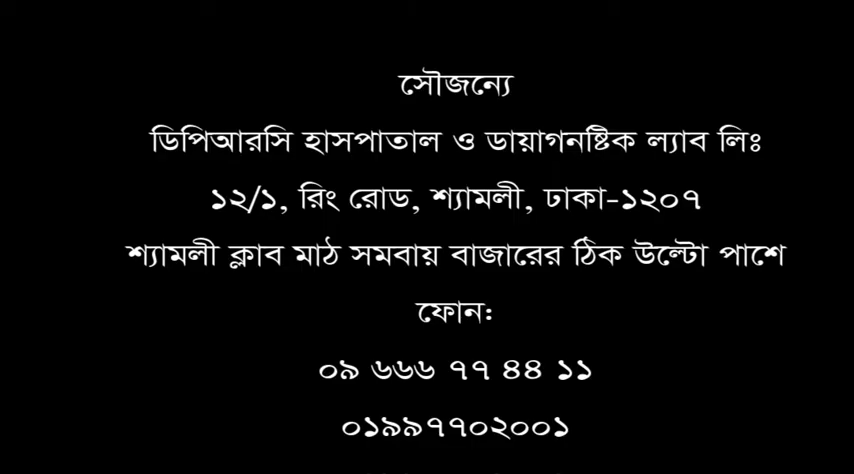 সৌজন্যে
ডিপিআরসি হাসপাতাল ও ডায়াগনষ্টিক ল্যাব লিঃ
১২/১, রিং রোড, শ্যামলী, ঢাকা-১২০৭
শ্যামলী ক্লাব মাঠ সমবায় বাজারের ঠিক উল্টো পাশে
ফোন:
০৯ ৬৬৬ ৭৭ ৪৪ ১১
০১৯৯৭৭০২০০১